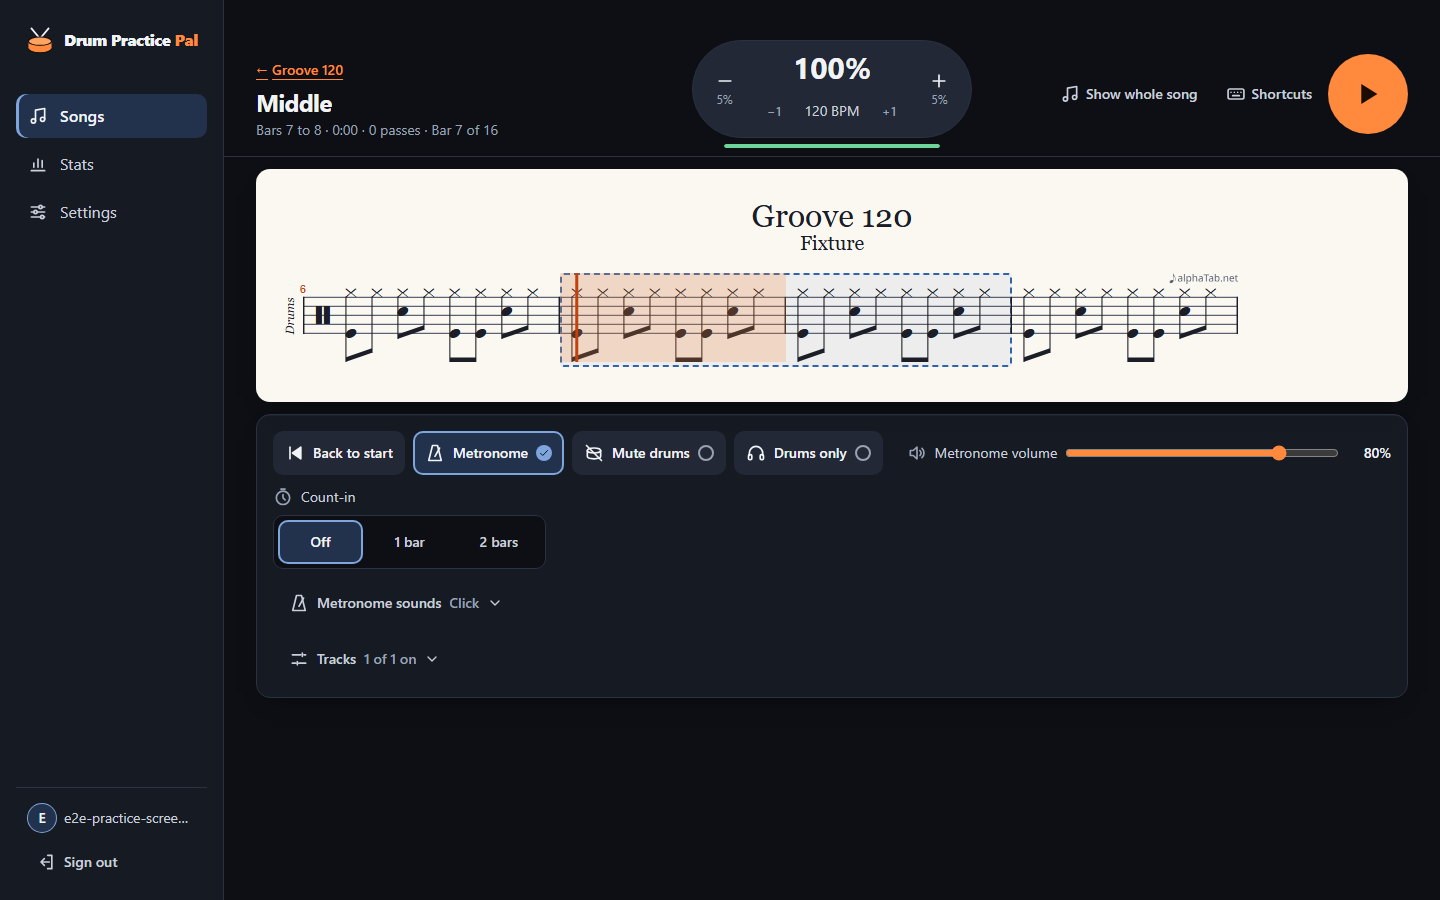 Drum Practice Pal
Songs
Stats
Settings
e2e-practice-scree...
E
Sign out
← Groove 120
Middle
Bars 7 to 8 · 0:00 · 0 passes · Bar 7 of 16
100%
5%
5%
−1 120 BPM +1
Show whole song
Shortcuts
Groove 120
Fixture
alphaTab.net
6
Drums
Back to start
Metronome
Mute drums
Drums only
Metronome volume
80%
Count-in
Off
1 bar
2 bars
Metronome sounds Click
Tracks 1 of 1 on